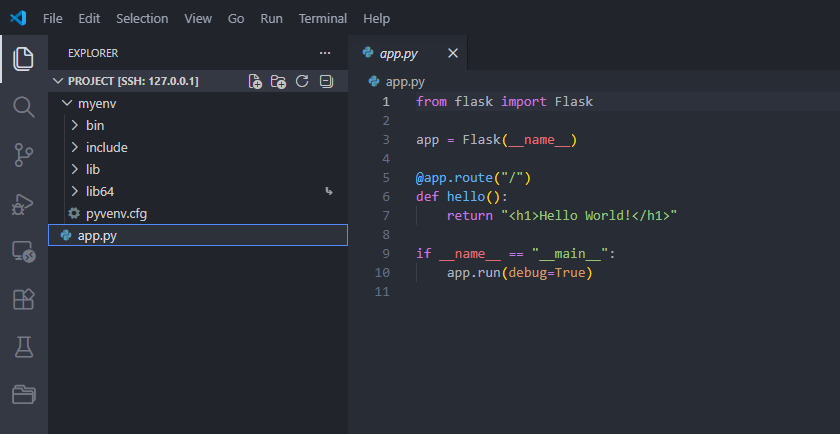 File Edit Selection View Go Run Terminal Help
EXPLORER
PROJECT [SSH: 127.0.0.1]
myenv
bin
include
lib
lib64
pyvenv.cfg
app.py
app.py
app.py
1 from flask import Flask
2
3 app = Flask(__name__)
4
5 @app.route("/")
6 def hello():
7     return "<h1>Hello World!</h1>"
8
9 if __name__ == "__main__":
10     app.run(debug=True)
11